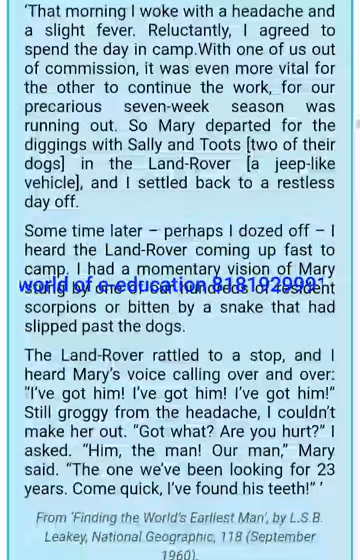 ‘That morning I woke with a headache and
a slight fever. Reluctantly, I agreed to
spend the day in camp.With one of us out
of commission, it was even more vital for
the other to continue the work, for our
precarious seven-week season was
running out. So Mary departed for the
diggings with Sally and Toots [two of their
dogs] in the Land-Rover [a jeep-like
vehicle], and I settled back to a restless
day off.
Some time later – perhaps I dozed off – I
heard the Land-Rover coming up fast to
camp. I had a momentary vision of Mary
stung by one of our hundreds of resident
world of e-education 8181929991
scorpions or bitten by a snake that had
slipped past the dogs.
The Land-Rover rattled to a stop, and I
heard Mary’s voice calling over and over:
“I’ve got him! I’ve got him! I’ve got him!”
Still groggy from the headache, I couldn’t
make her out. “Got what? Are you hurt?” I
asked. “Him, the man! Our man,” Mary
said. “The one we’ve been looking for 23
years. Come quick, I’ve found his teeth!” ’
From ‘Finding the World’s Earliest Man’, by L.S.B.
Leakey, National Geographic, 118 (September
1960).